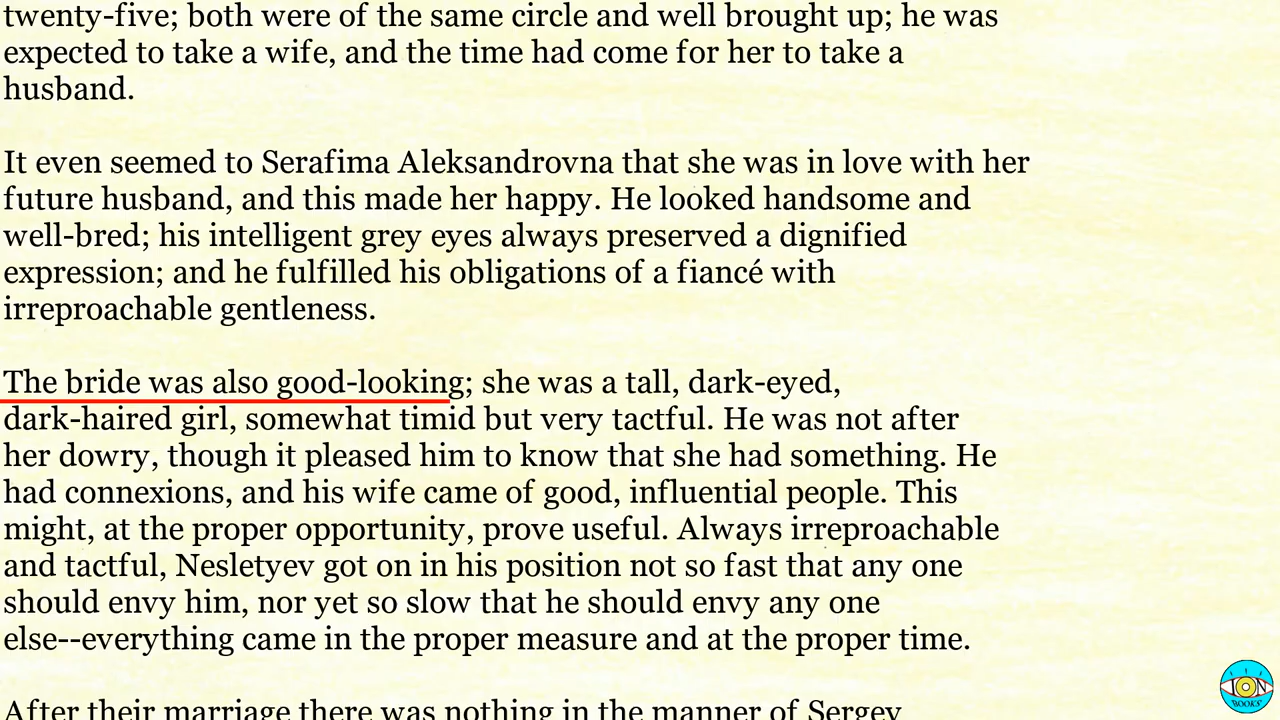 twenty-five; both were of the same circle and well brought up; he was
expected to take a wife, and the time had come for her to take a
husband.
It even seemed to Serafima Aleksandrovna that she was in love with her
future husband, and this made her happy. He looked handsome and
well-bred; his intelligent grey eyes always preserved a dignified
expression; and he fulfilled his obligations of a fiancé with
irreproachable gentleness.
The bride was also good-looking; she was a tall, dark-eyed,
dark-haired girl, somewhat timid but very tactful. He was not after
her dowry, though it pleased him to know that she had something. He
had connexions, and his wife came of good, influential people. This
might, at the proper opportunity, prove useful. Always irreproachable
and tactful, Nesletyev got on in his position not so fast that any one
should envy him, nor yet so slow that he should envy any one
else--everything came in the proper measure and at the proper time.
After their marriage there was nothing in the manner of Sergey
ION
BOOKS